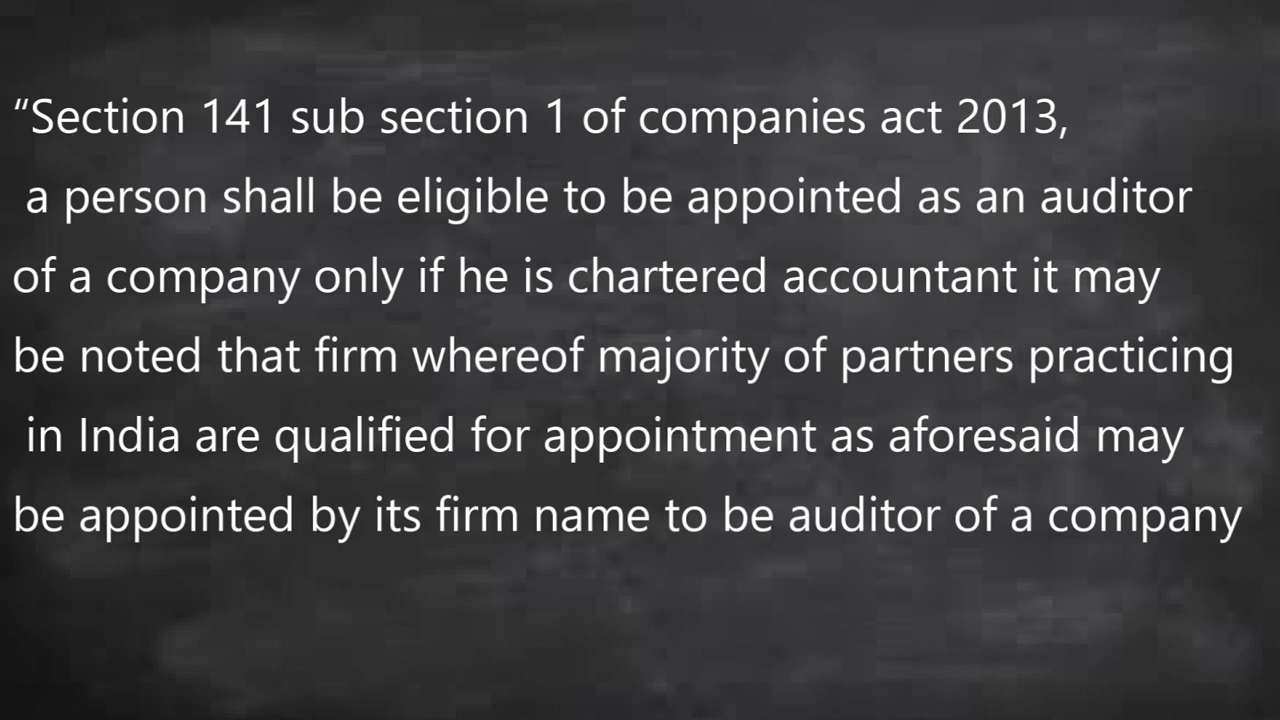 “Section 141 sub section 1 of companies act 2013,
a person shall be eligible to be appointed as an auditor
of a company only if he is chartered accountant it may
be noted that firm whereof majority of partners practicing
in India are qualified for appointment as aforesaid may
be appointed by its firm name to be auditor of a company